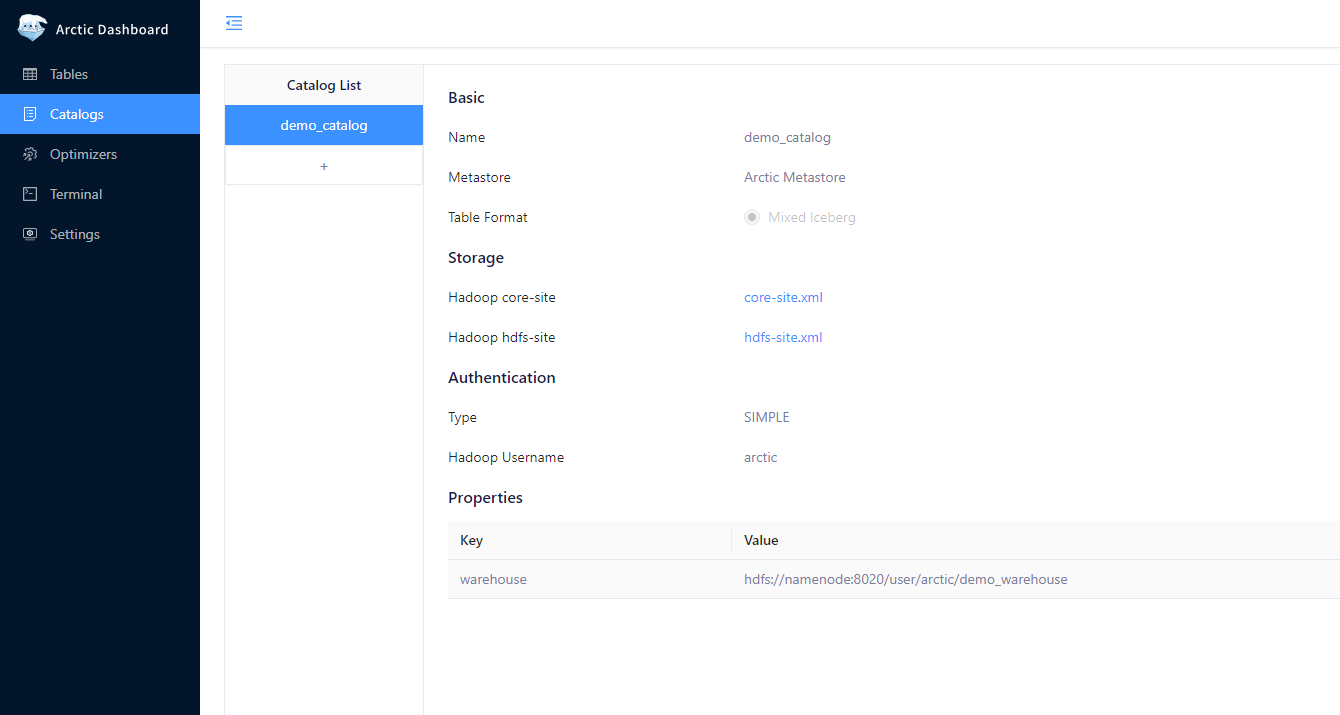 Arctic Dashboard
Tables
Catalogs
Optimizers
Terminal
Settings
Catalog List
demo_catalog
+
Basic
Name demo_catalog
Metastore Arctic Metastore
Table Format Mixed Iceberg
Storage
Hadoop core-site core-site.xml
Hadoop hdfs-site hdfs-site.xml
Authentication
Type SIMPLE
Hadoop Username arctic
Properties
Key Value
warehouse hdfs://namenode:8020/user/arctic/demo_warehouse